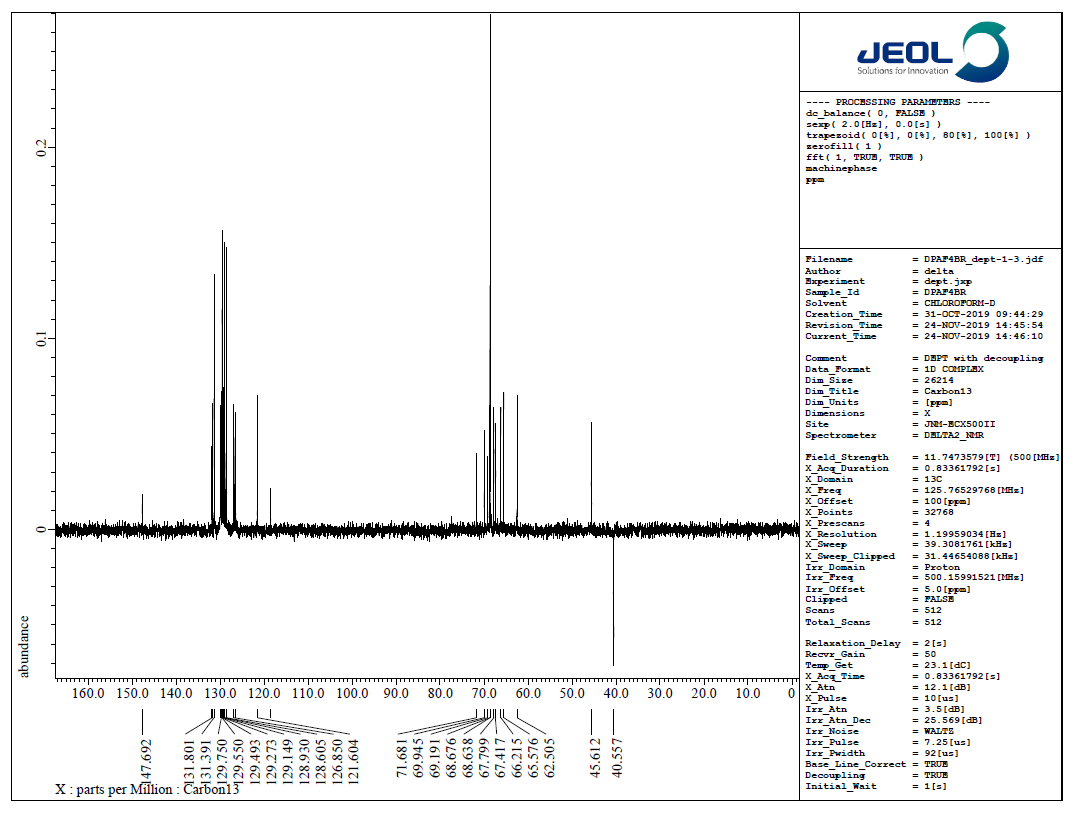 JEOL
Solutions for Innovation
---- PROCESSING PARAMETERS ----
dc_balance( 0, FALSE )
sexp( 2.0[Hz], 0.0[s] )
trapezoid( 0[%], 0[%], 80[%], 100[%] )
zerofill( 1 )
fft( 1, TRUE, TRUE )
machinephase
ppm
Filename = DPAF4BR_dept-1-3.jdf
Author = delta
Experiment = dept.jxp
Sample_Id = DPAF4BR
Solvent = CHLOROFORM-D
Creation_Time = 31-OCT-2019 09:44:29
Revision_Time = 24-NOV-2019 14:45:54
Current_Time = 24-NOV-2019 14:46:10
Comment = DEPT with decoupling
Data_Format = 1D COMPLEX
Dim_Size = 26214
Dim_Title = Carbon13
Dim_Units = [ppm]
Dimensions = X
Site = JNM-ECX500II
Spectrometer = DELTA2_NMR
Field_Strength = 11.7473579[T] (500[MHz]
X_Acq_Duration = 0.83361792[s]
X_Domain = 13C
X_Freq = 125.76529768[MHz]
X_Offset = 100[ppm]
X_Points = 32768
X_Prescans = 4
X_Resolution = 1.19959034[Hz]
X_Sweep = 39.3081761[kHz]
X_Sweep_Clipped = 31.44654088[kHz]
Irr_Domain = Proton
Irr_Freq = 500.15991521[MHz]
Irr_Offset = 5.0[ppm]
Clipped = FALSE
Scans = 512
Total_Scans = 512
Relaxation_Delay = 2[s]
Recvr_Gain = 50
Temp_Get = 23.1[dC]
X_Acq_Time = 0.83361792[s]
X_Atn = 12.1[dB]
X_Pulse = 10[us]
Irr_Atn = 3.5[dB]
Irr_Atn_Dec = 25.569[dB]
Irr_Noise = WALTZ
Irr_Pulse = 7.25[us]
Irr_Pwidth = 92[us]
Base_Line_Correct = TRUE
Decoupling = TRUE
Initial_Wait = 1[s]
0.2
0.1
0
abundance
160.0 150.0 140.0 130.0 120.0 110.0 100.0 90.0 80.0 70.0 60.0 50.0 40.0 30.0 20.0 10.0 0
147.692
131.801
131.391
129.750
129.550
129.493
129.273
129.149
128.930
128.605
126.850
121.604
71.681
69.945
69.191
68.676
68.638
67.799
67.417
66.215
65.576
62.505
45.612
40.557
X : parts per Million : Carbon13